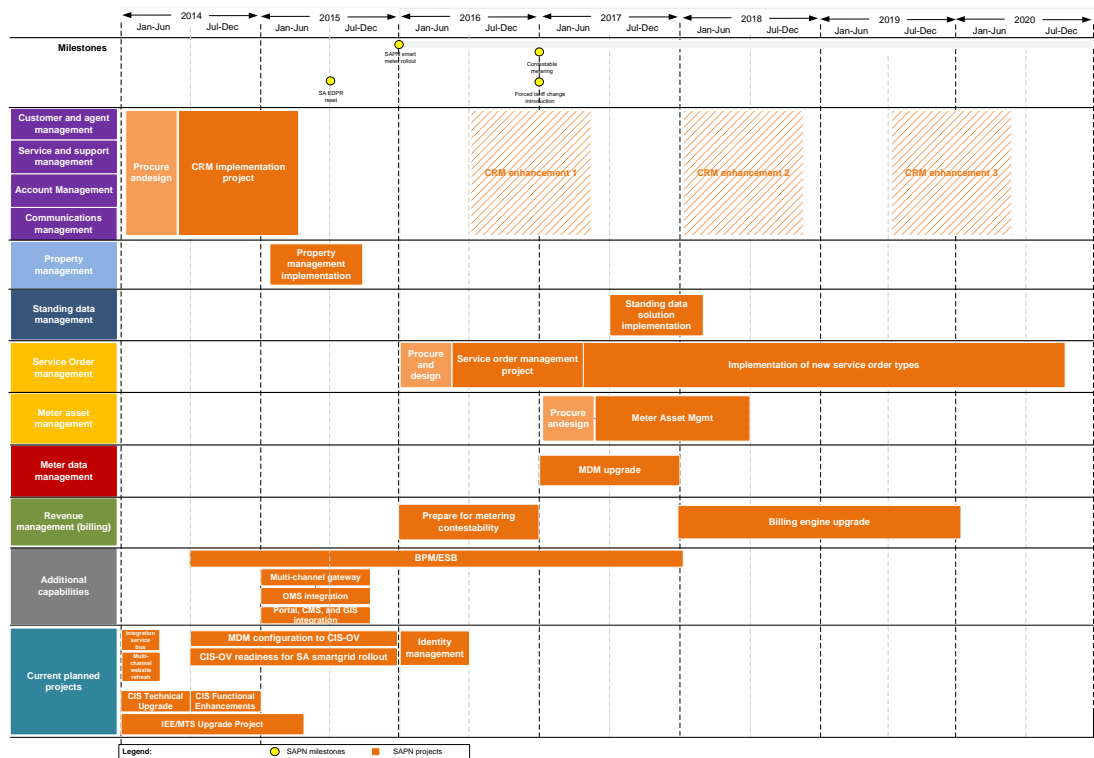 2014
2015
2016
2017
2018
2019
2020
Jan-Jun
Jul-Dec
Jan-Jun
Jul-Dec
Jan-Jun
Jul-Dec
Jan-Jun
Jul-Dec
Jan-Jun
Jul-Dec
Jan-Jun
Jul-Dec
Jan-Jun
Jul-Dec
Milestones
SAPN smart
meter rollout
Contestable
metering
SA EDPR
reset
Forced tariff change
introduction
Customer and agent
management
Service and support
management
Account Management
Communications
management
Procure
andesign
CRM implementation
project
CRM enhancement 1
CRM enhancement 2
CRM enhancement 3
Property
management
Property
management
implementation
Standing data
management
Standing data
solution
implementation
Service Order
management
Procure
and
design
Service order management
project
Implementation of new service order types
Meter asset
management
Procure
andesign
Meter Asset Mgmt
Meter data
management
MDM upgrade
Revenue
management (billing)
Prepare for metering
contestability
Billing engine upgrade
Additional
capabilities
BPM/ESB
Multi-channel gateway
OMS integration
Portal, CMS, and GIS
integration
Current planned
projects
Integration
service
bus
Multi-
channel
website
refresh
MDM configuration to CIS-OV
CIS-OV readiness for SA smartgrid rollout
Identity
management
CIS Technical
Upgrade
CIS Functional
Enhancements
IEE/MTS Upgrade Project
Legend:
SAPN milestones
SAPN projects